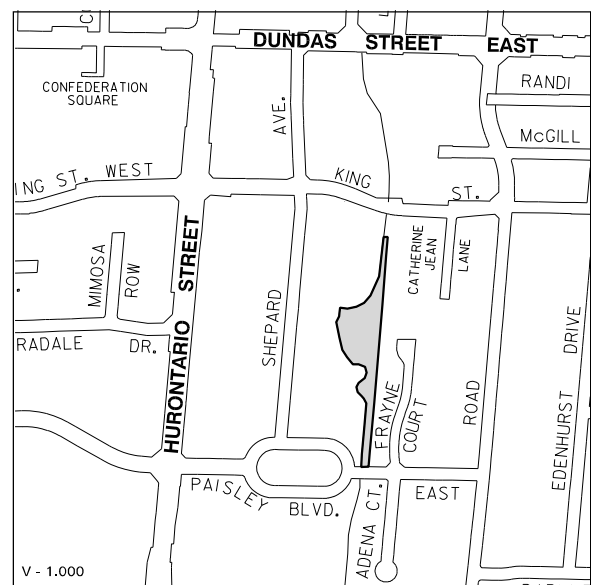 DUNDAS STREET EAST
CONFEDERATION
SQUARE
RANDI
AVE.
McGILL
KING
ING ST. WEST
ST.
CATHERINE
JEAN
LANE
MIMOSA
ROW
HURONTARIO STREET
SHEPARD
RADALE DR.
FRAYNE
COURT
ROAD
EDENHURST DRIVE
PAISLEY
BLVD.
EAST
ADENA CT.
V - 1.000